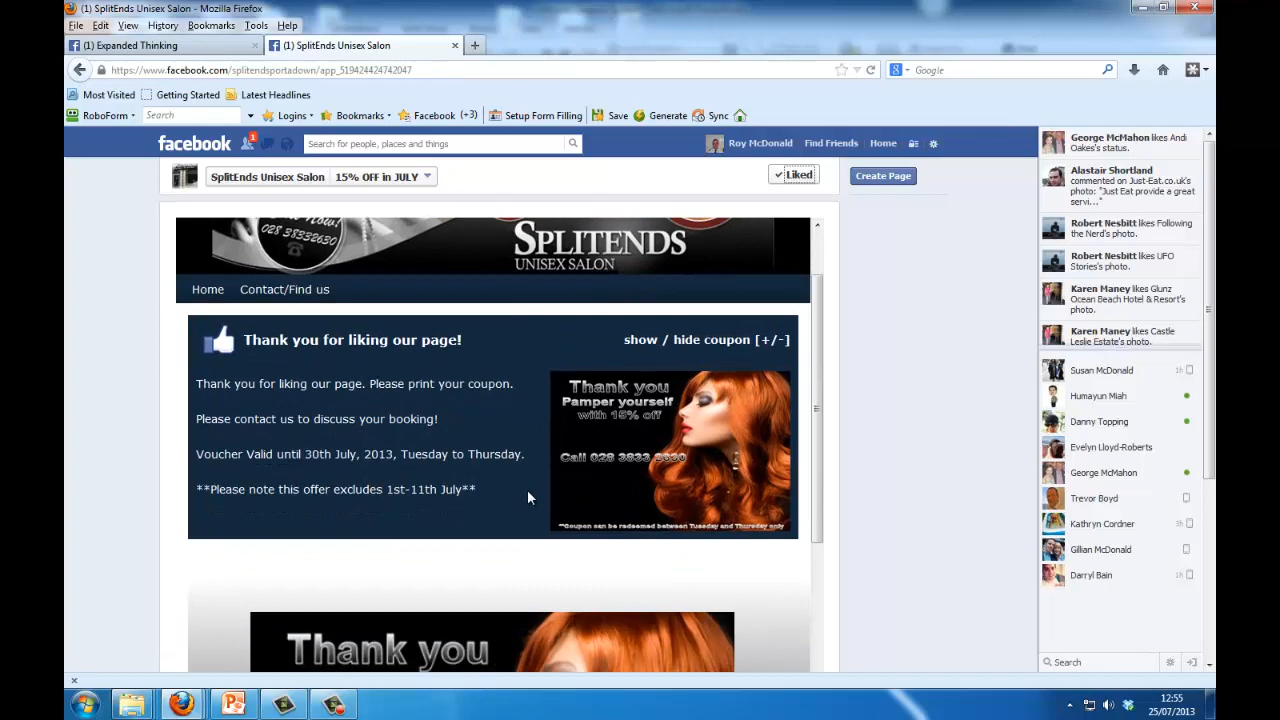 (1) SplitEnds Unisex Salon - Mozilla Firefox
File Edit View History Bookmarks Tools Help
(1) Expanded Thinking
(1) SplitEnds Unisex Salon
https://www.facebook.com/splitendsportadown/app_519424424742047
Google
Most Visited Getting Started Latest Headlines
RoboForm Search Logins Bookmarks Facebook (+3) Setup Form Filling Save Generate Sync
facebook 1 Search for people, places and things Roy McDonald Find Friends Home
SplitEnds Unisex Salon 15% OFF in JULY Liked Create Page
028 38332630
SPLITENDS
UNISEX SALON
Home Contact/Find us
Thank you for liking our page! show / hide coupon [+/-]
Thank you for liking our page. Please print your coupon.
Please contact us to discuss your booking!
Voucher Valid until 30th July, 2013, Tuesday to Thursday.
**Please note this offer excludes 1st-11th July**
Thank you
Pamper yourself
with 15% off
Call 028 3833 2630
**Coupon can be redeemed between Tuesday and Thursday only
Thank you
George McMahon likes Andi
Oakes's status.
Alastair Shortland
commented on Just-Eat.co.uk's
photo: "Just Eat provide a great
servi..."
Robert Nesbitt likes Following
the Nerd's photo.
Robert Nesbitt likes UFO
Stories's photo.
Karen Maney likes Glunz
Ocean Beach Hotel & Resort's
photo.
Karen Maney likes Castle
Leslie Estate's photo.
Susan McDonald 1h
Humayun Miah
Danny Topping
Evelyn Lloyd-Roberts
George McMahon
Trevor Boyd
Kathryn Cordner 3h
Gillian McDonald
Darryl Bain 1h
Search
12:55
25/07/2013